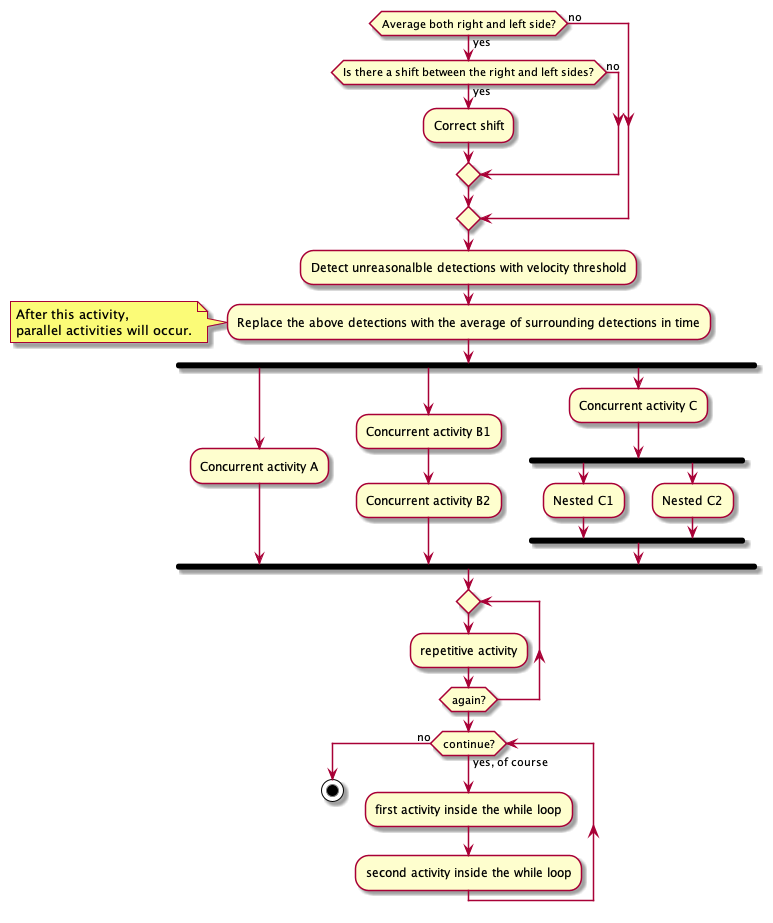 Average both right and left side?
no
yes
Is there a shift between the right and left sides?
no
yes
Correct shift
Detect unreasonalble detections with velocity threshold
After this activity,
parallel activities will occur.
Replace the above detections with the average of surrounding detections in time
Concurrent activity A
Concurrent activity B1
Concurrent activity B2
Concurrent activity C
Nested C1
Nested C2
repetitive activity
again?
no
continue?
yes, of course
first activity inside the while loop
second activity inside the while loop